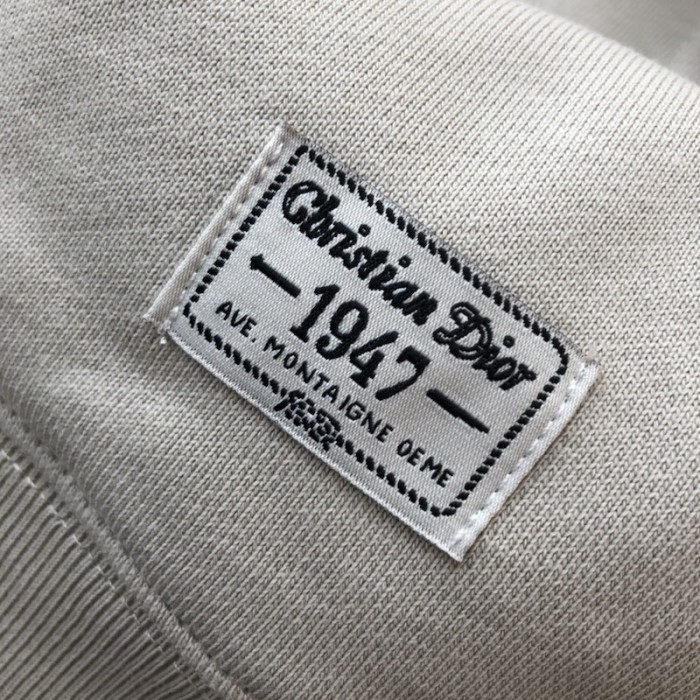 Christian Dior
1947
AVE. MONTAIGNE OEME